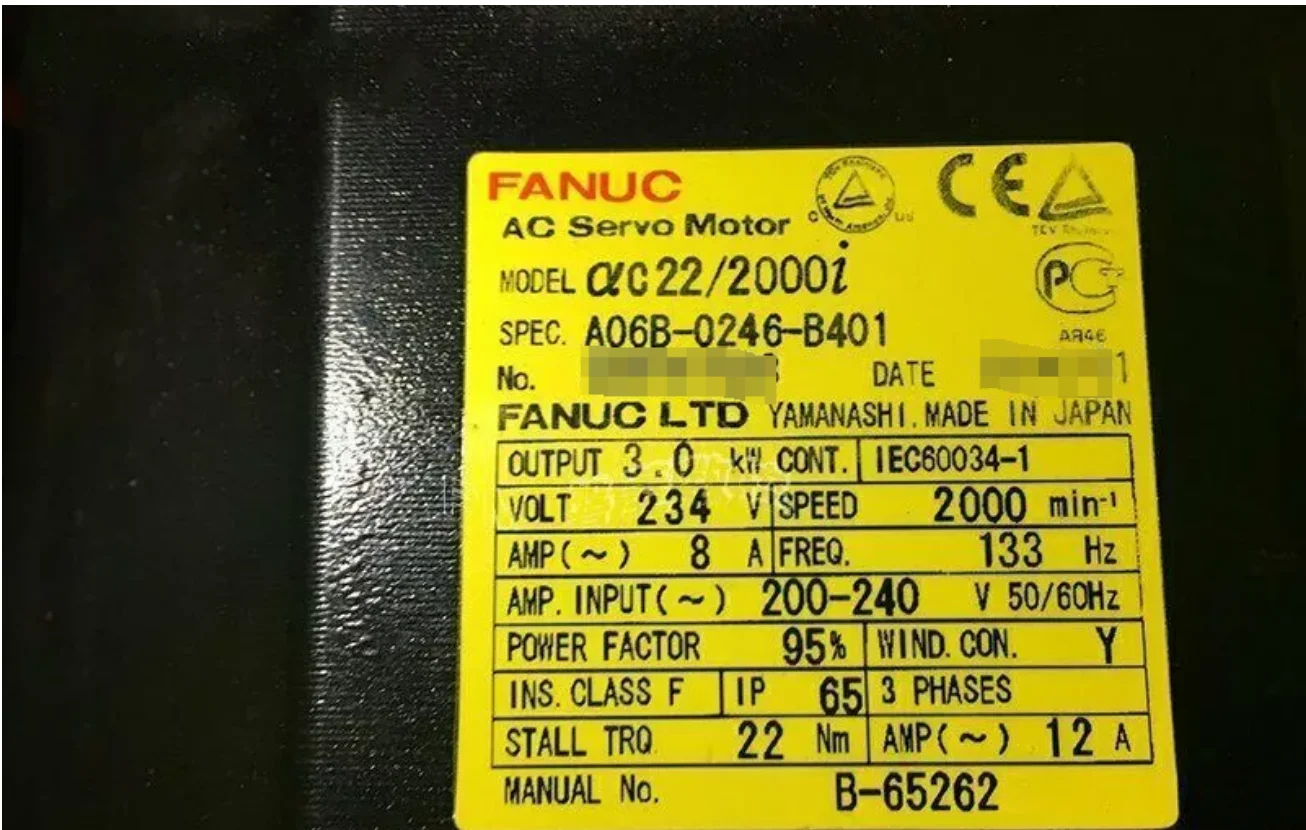 FANUC
AC Servo Motor
CE
MODEL αC22/2000i
PC
SPEC. A06B-0246-B401
AR46
No. DATE 1
FANUC LTD YAMANASHI. MADE IN JAPAN
OUTPUT 3.0 kW CONT. IEC60034-1
VOLT 234 V SPEED 2000 min-¹
AMP(~) 8 A FREQ. 133 Hz
AMP. INPUT(~) 200-240 V 50/60Hz
POWER FACTOR 95% WIND. CON. Y
INS. CLASS F IP 65 3 PHASES
STALL TRQ 22 Nm AMP(~) 12 A
MANUAL No. B-65262